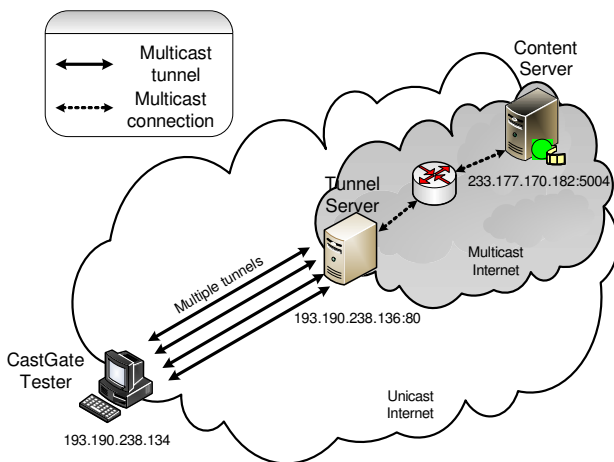 Multicast
tunnel
Multicast
connection
Content
Server
233.177.170.182:5004
Tunnel
Server
Multicast
Internet
Multiple tunnels
193.190.238.136:80
CastGate
Tester
193.190.238.134
Unicast
Internet